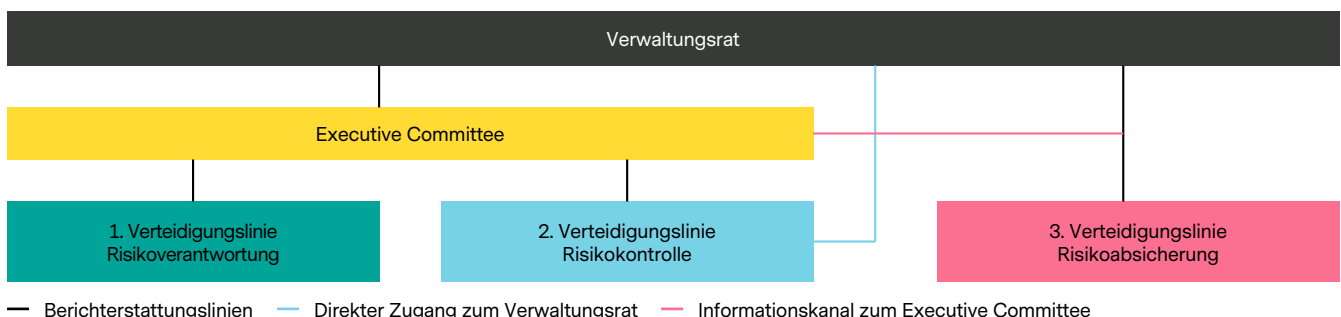 Verwaltungsrat
Executive Committee
1. Verteidigungslinie
Risikoverantwortung
2. Verteidigungslinie
Risikokontrolle
3. Verteidigungslinie
Risikoabsicherung
Berichterstattungslinien
Direkter Zugang zum Verwaltungsrat
Informationskanal zum Executive Committee